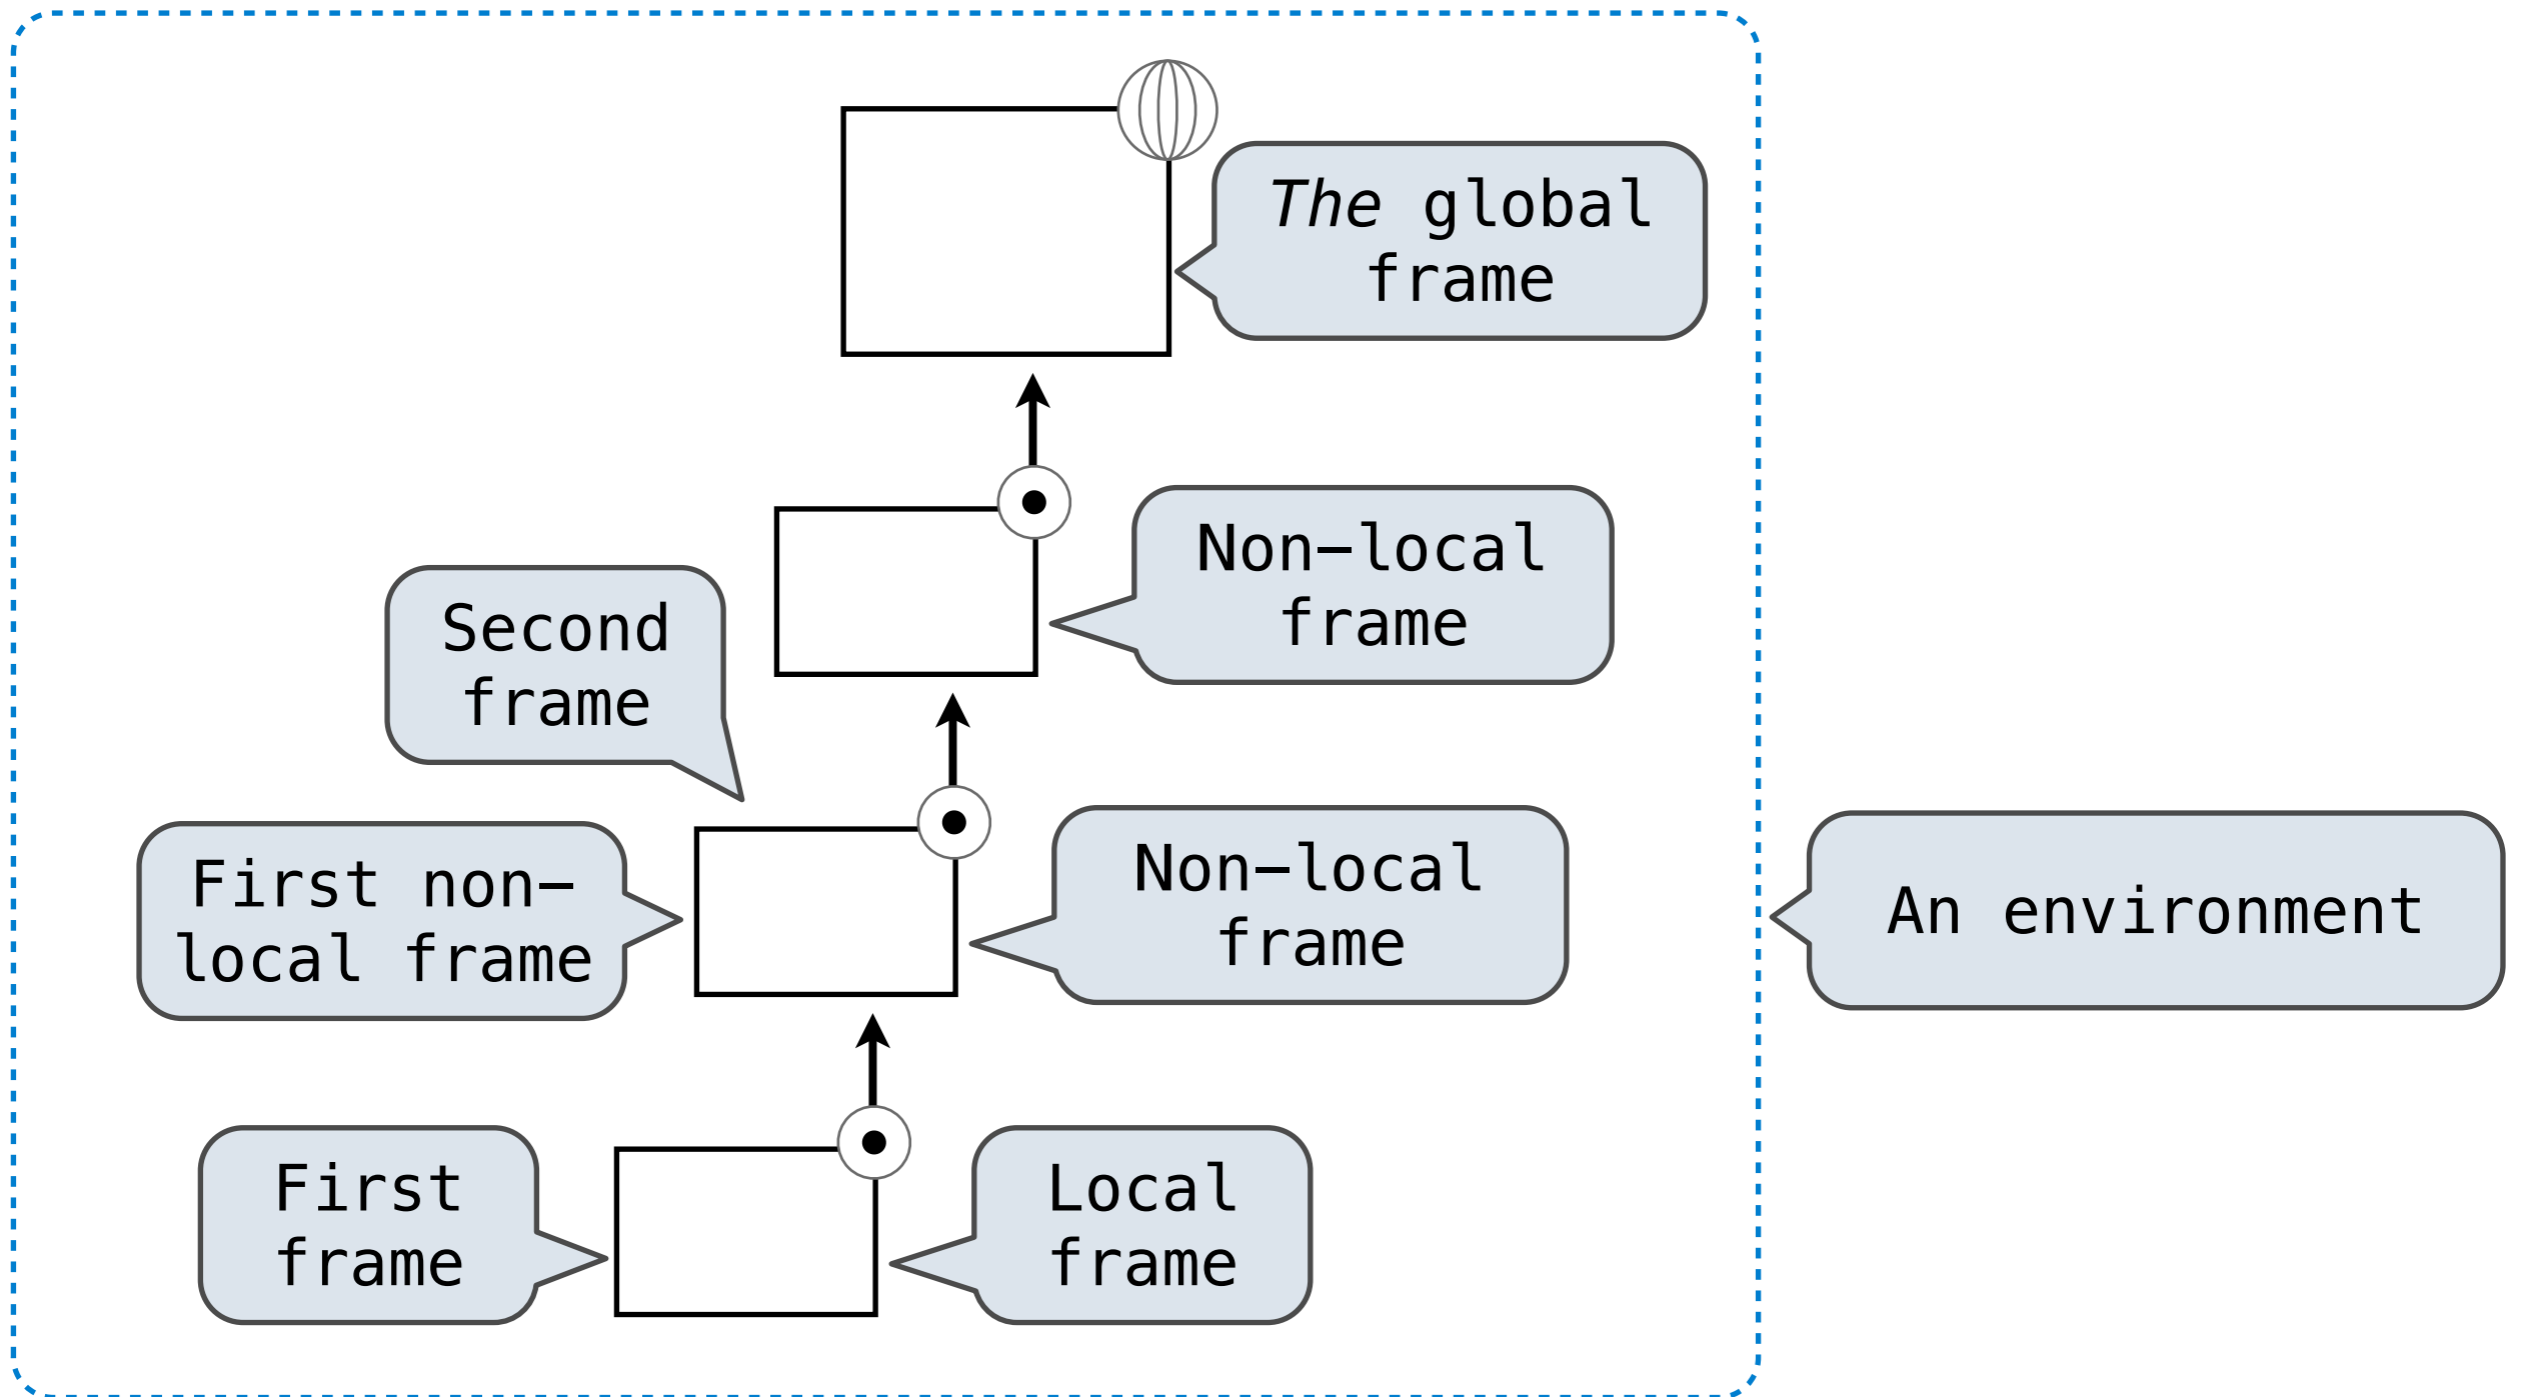 The global
frame
Non-local
frame
Second
frame
First non-
local frame
Non-local
frame
An environment
First
frame
Local
frame